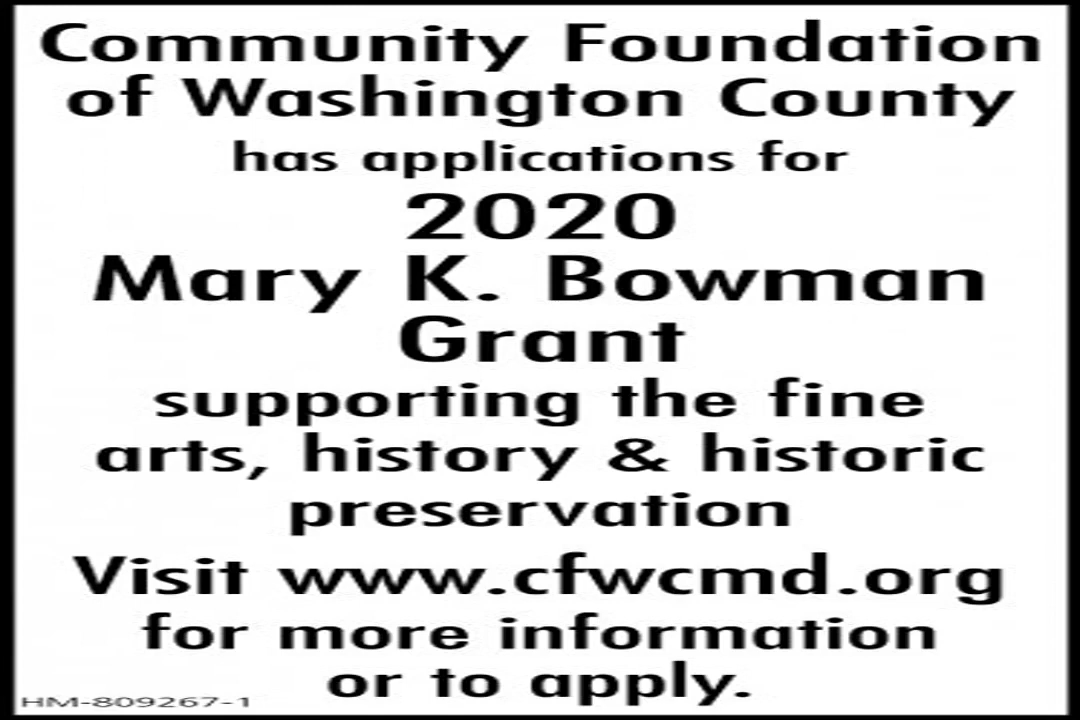 Community Foundation
of Washington County
has applications for
2020
Mary K. Bowman
Grant
supporting the fine
arts, history & historic
preservation
Visit www.cfwcmd.org
for more information
or to apply.
HM-809267-1